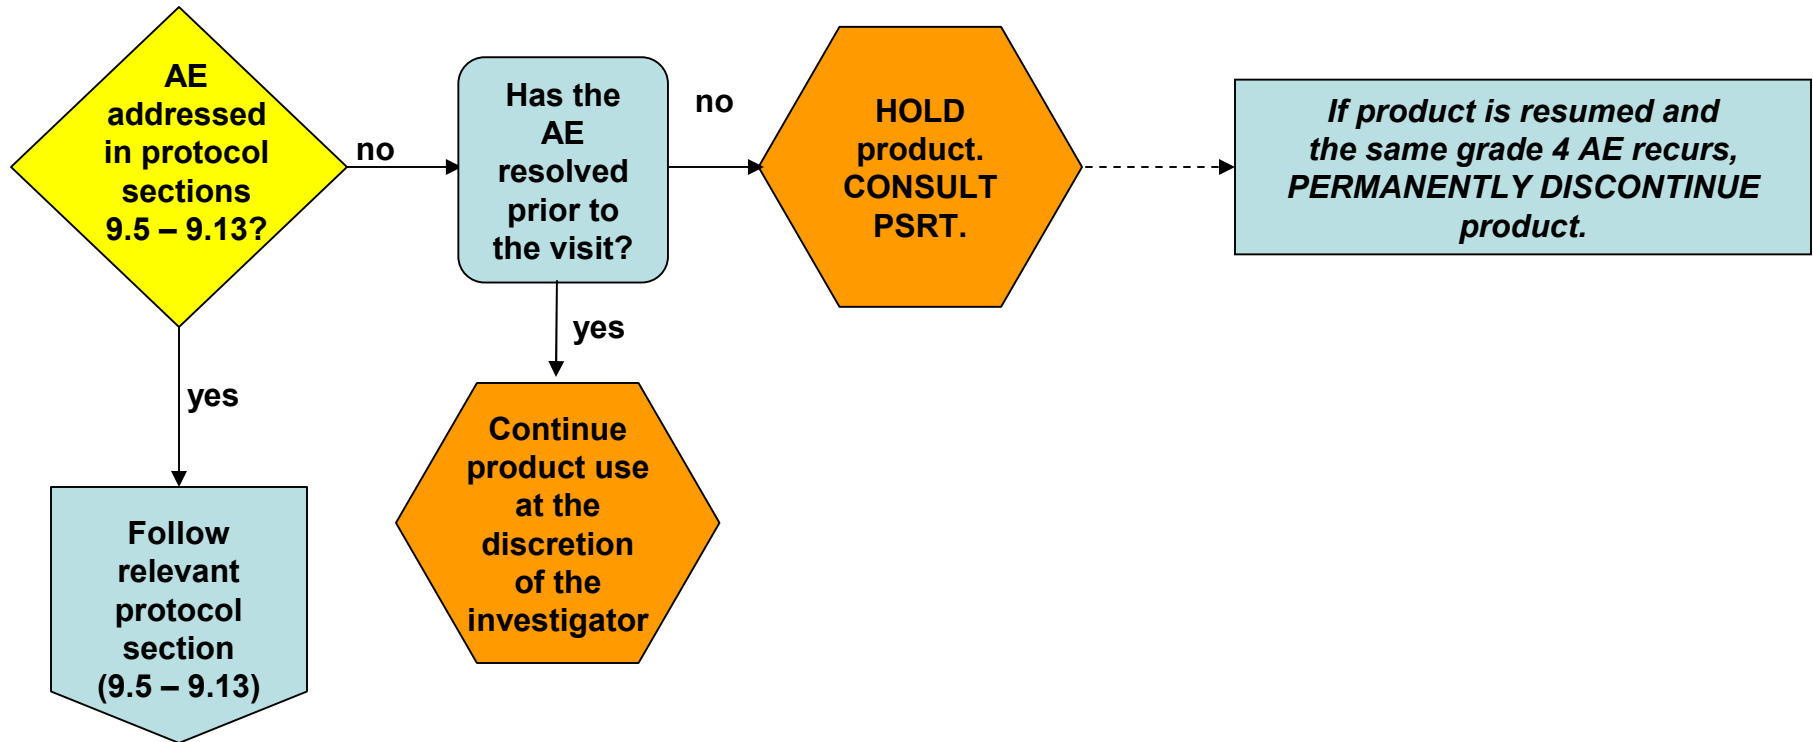 AE
addressed
in protocol
sections
9.5 – 9.13?
no
yes
Follow
relevant
protocol
section
(9.5 – 9.13)
Has the
AE
resolved
prior to
the visit?
no
yes
Continue
product use
at the
discretion
of the
investigator
HOLD
product.
CONSULT
PSRT.
If product is resumed and
the same grade 4 AE recurs,
PERMANENTLY DISCONTINUE
product.